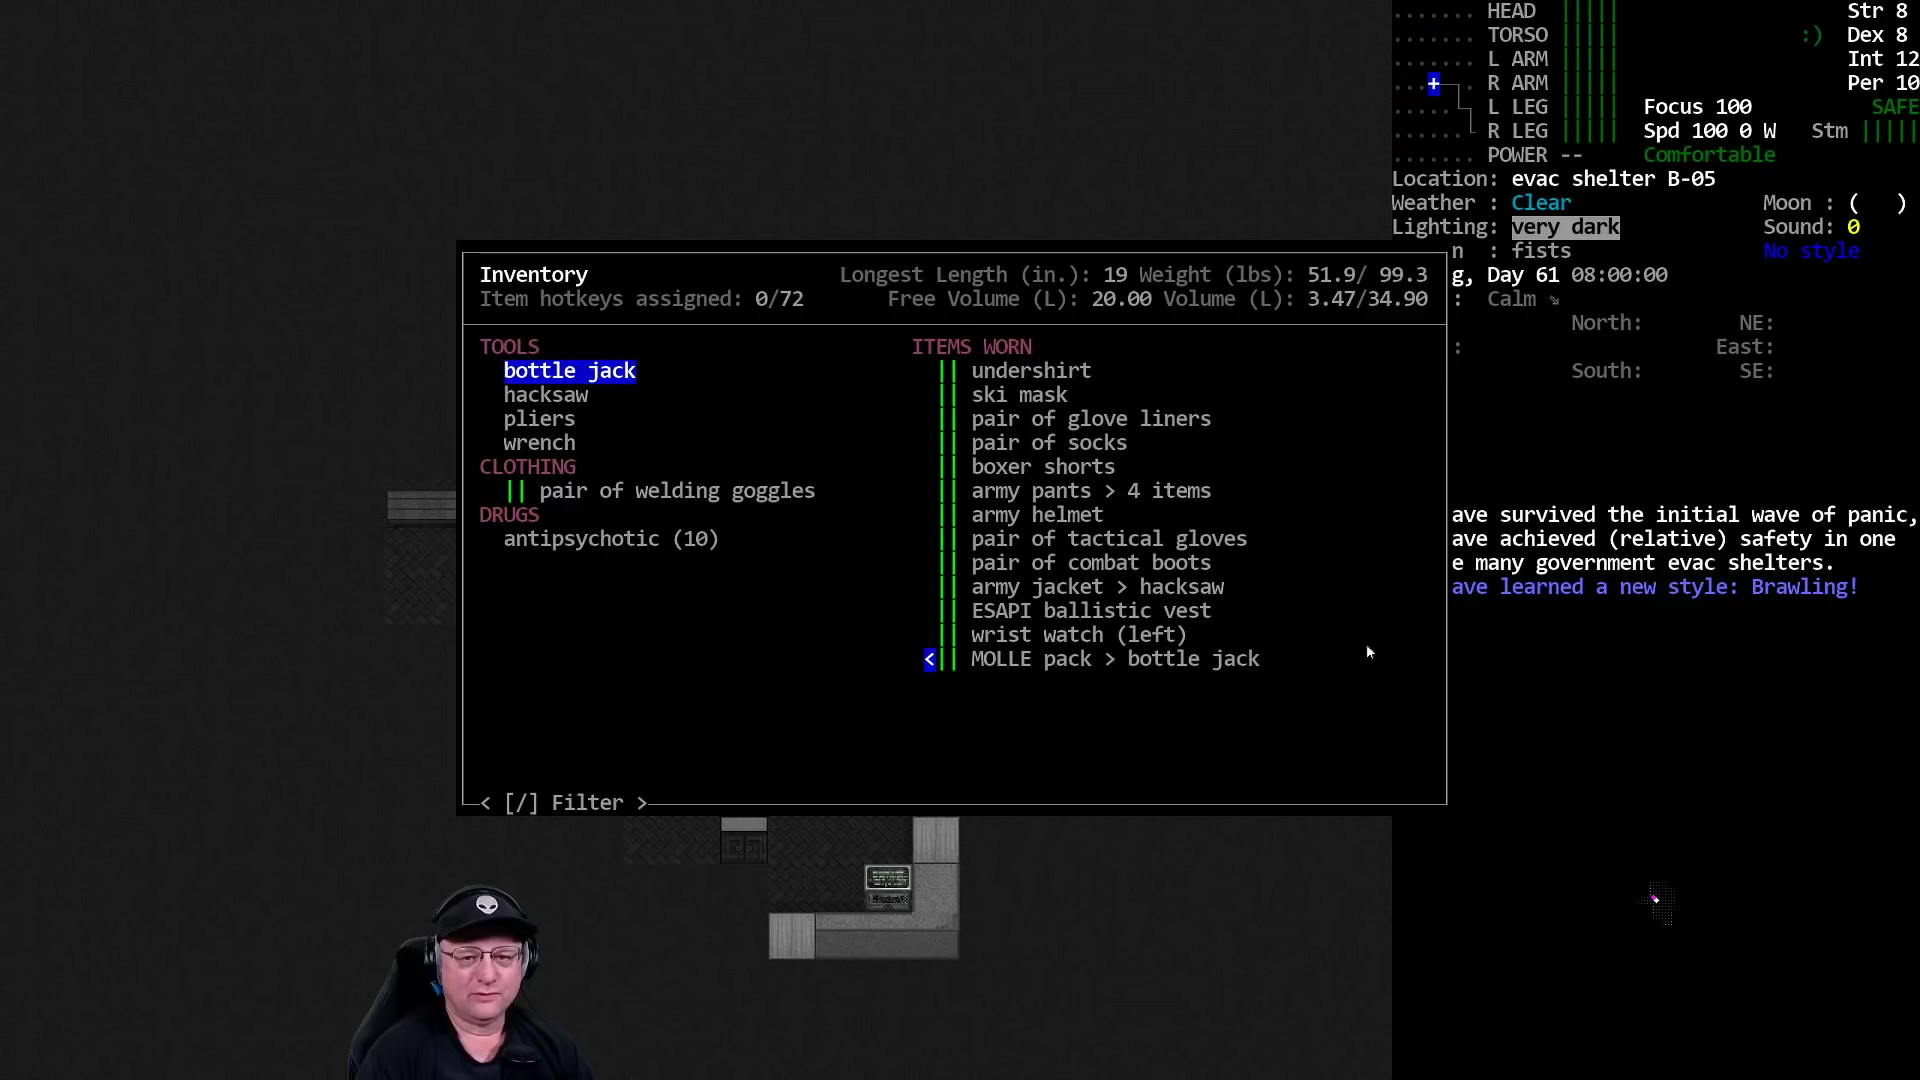 HEAD ||||| Str 8
TORSO ||||| :) Dex 8
L ARM ||||| Int 12
R ARM ||||| Per 10
L LEG ||||| Focus 100 SAFE
R LEG ||||| Spd 100 0 W Stm |||||
POWER -- Comfortable
Location: evac shelter B-05
Weather : Clear Moon : ( )
Lighting: very dark Sound: 0
n : fists No style
g, Day 61 08:00:00
: Calm
North: NE:
: East:
South: SE:
ave survived the initial wave of panic,
ave achieved (relative) safety in one
e many government evac shelters.
ave learned a new style: Brawling!
Inventory Longest Length (in.): 19 Weight (lbs): 51.9/ 99.3
Item hotkeys assigned: 0/72 Free Volume (L): 20.00 Volume (L): 3.47/34.90
TOOLS
bottle jack
hacksaw
pliers
wrench
CLOTHING
|| pair of welding goggles
DRUGS
antipsychotic (10)
ITEMS WORN
|| undershirt
|| ski mask
|| pair of glove liners
|| pair of socks
|| boxer shorts
|| army pants > 4 items
|| army helmet
|| pair of tactical gloves
|| pair of combat boots
|| army jacket > hacksaw
|| ESAPI ballistic vest
|| wrist watch (left)
<|| MOLLE pack > bottle jack
< [/] Filter >